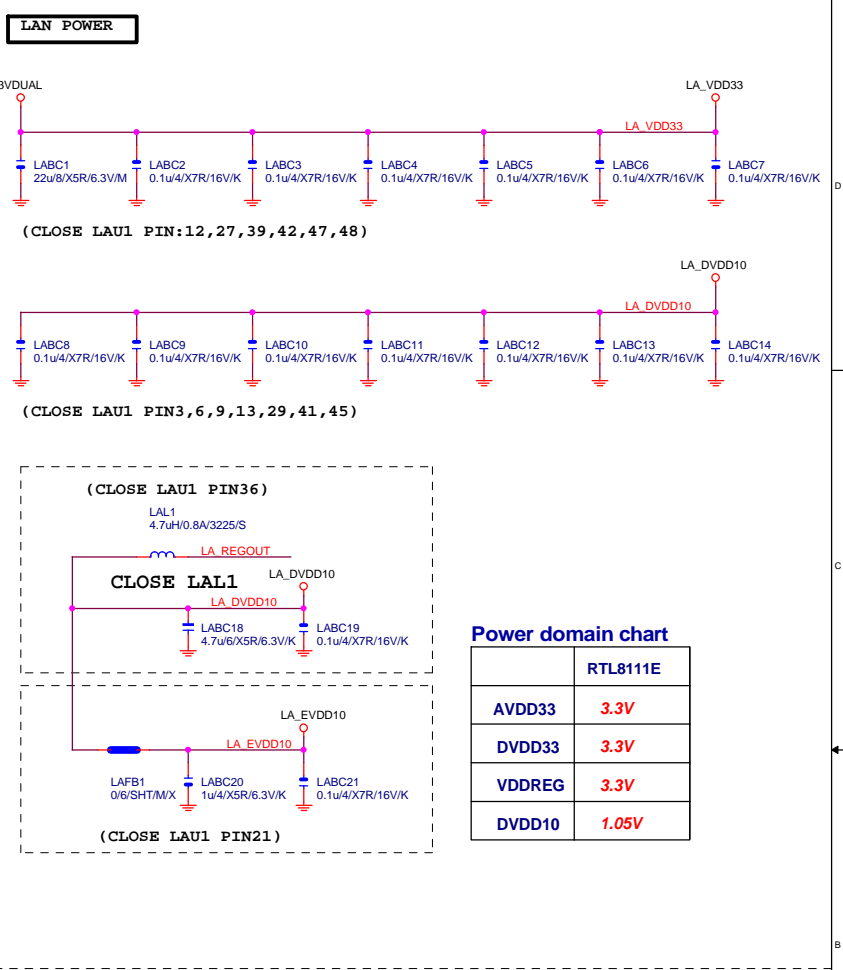 LAN POWER
3VDUAL
LA_VDD33
LA_VDD33
LABC1
22u/8/X5R/6.3V/M
LABC2
0.1u/4/X7R/16V/K
LABC3
0.1u/4/X7R/16V/K
LABC4
0.1u/4/X7R/16V/K
LABC5
0.1u/4/X7R/16V/K
LABC6
0.1u/4/X7R/16V/K
LABC7
0.1u/4/X7R/16V/K
D
(CLOSE LAU1 PIN:12,27,39,42,47,48)
LA_DVDD10
LA_DVDD10
LABC8
0.1u/4/X7R/16V/K
LABC9
0.1u/4/X7R/16V/K
LABC10
0.1u/4/X7R/16V/K
LABC11
0.1u/4/X7R/16V/K
LABC12
0.1u/4/X7R/16V/K
LABC13
0.1u/4/X7R/16V/K
LABC14
0.1u/4/X7R/16V/K
(CLOSE LAU1 PIN3,6,9,13,29,41,45)
(CLOSE LAU1 PIN36)
LAL1
4.7uH/0.8A/3225/S
LA_REGOUT
C
CLOSE LAL1
LA_DVDD10
LA_DVDD10
LABC18
4.7u/6/X5R/6.3V/K
LABC19
0.1u/4/X7R/16V/K
LA_EVDD10
LA_EVDD10
LAFB1
0/6/SHT/M/X
LABC20
1u/4/X5R/6.3V/K
LABC21
0.1u/4/X7R/16V/K
(CLOSE LAU1 PIN21)
Power domain chart
RTL8111E
AVDD33 3.3V
DVDD33 3.3V
VDDREG 3.3V
DVDD10 1.05V
B